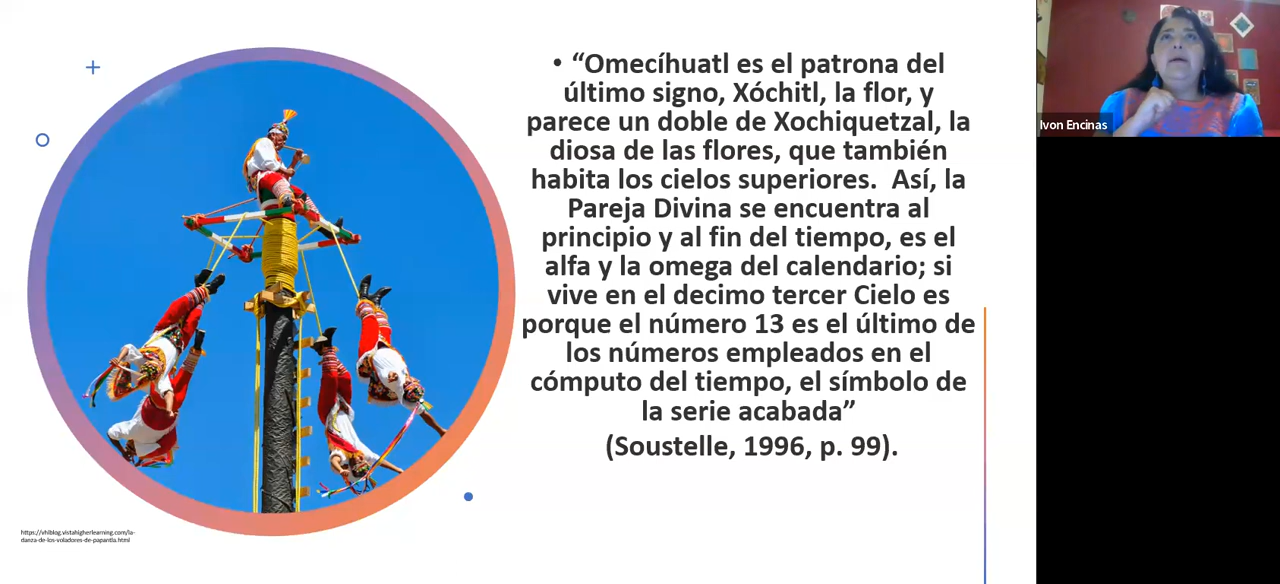 • “Omecíhuatl es el patrona del
último signo, Xóchitl, la flor, y
parece un doble de Xochiquetzal, la
diosa de las flores, que también
habita los cielos superiores.  Así, la
Pareja Divina se encuentra al
principio y al fin del tiempo, es el
alfa y la omega del calendario; si
vive en el decimo tercer Cielo es
porque el número 13 es el último de
los números empleados en el
cómputo del tiempo, el símbolo de
la serie acabada”
(Soustelle, 1996, p. 99).
https://vhlblog.vistahigherlearning.com/la-
danza-de-los-voladores-de-papantla.html
Ivon Encinas